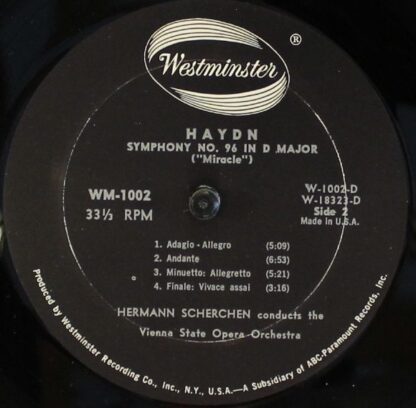 Westminster ®
HAYDN
SYMPHONY NO. 96 IN D MAJOR
("Miracle")
WM-1002
33⅓ RPM
W-1002-D
W-18323-D
Side 2
Made in U.S.A.
1. Adagio - Allegro (5:09)
2. Andante (6:53)
3. Minuetto: Allegretto (5:21)
4. Finale: Vivace assai (3:16)
HERMANN SCHERCHEN conducts the
Vienna State Opera Orchestra
Produced by Westminster Recording Co., Inc., N.Y., U.S.A.—A Subsidiary of ABC-Paramount Records, Inc.